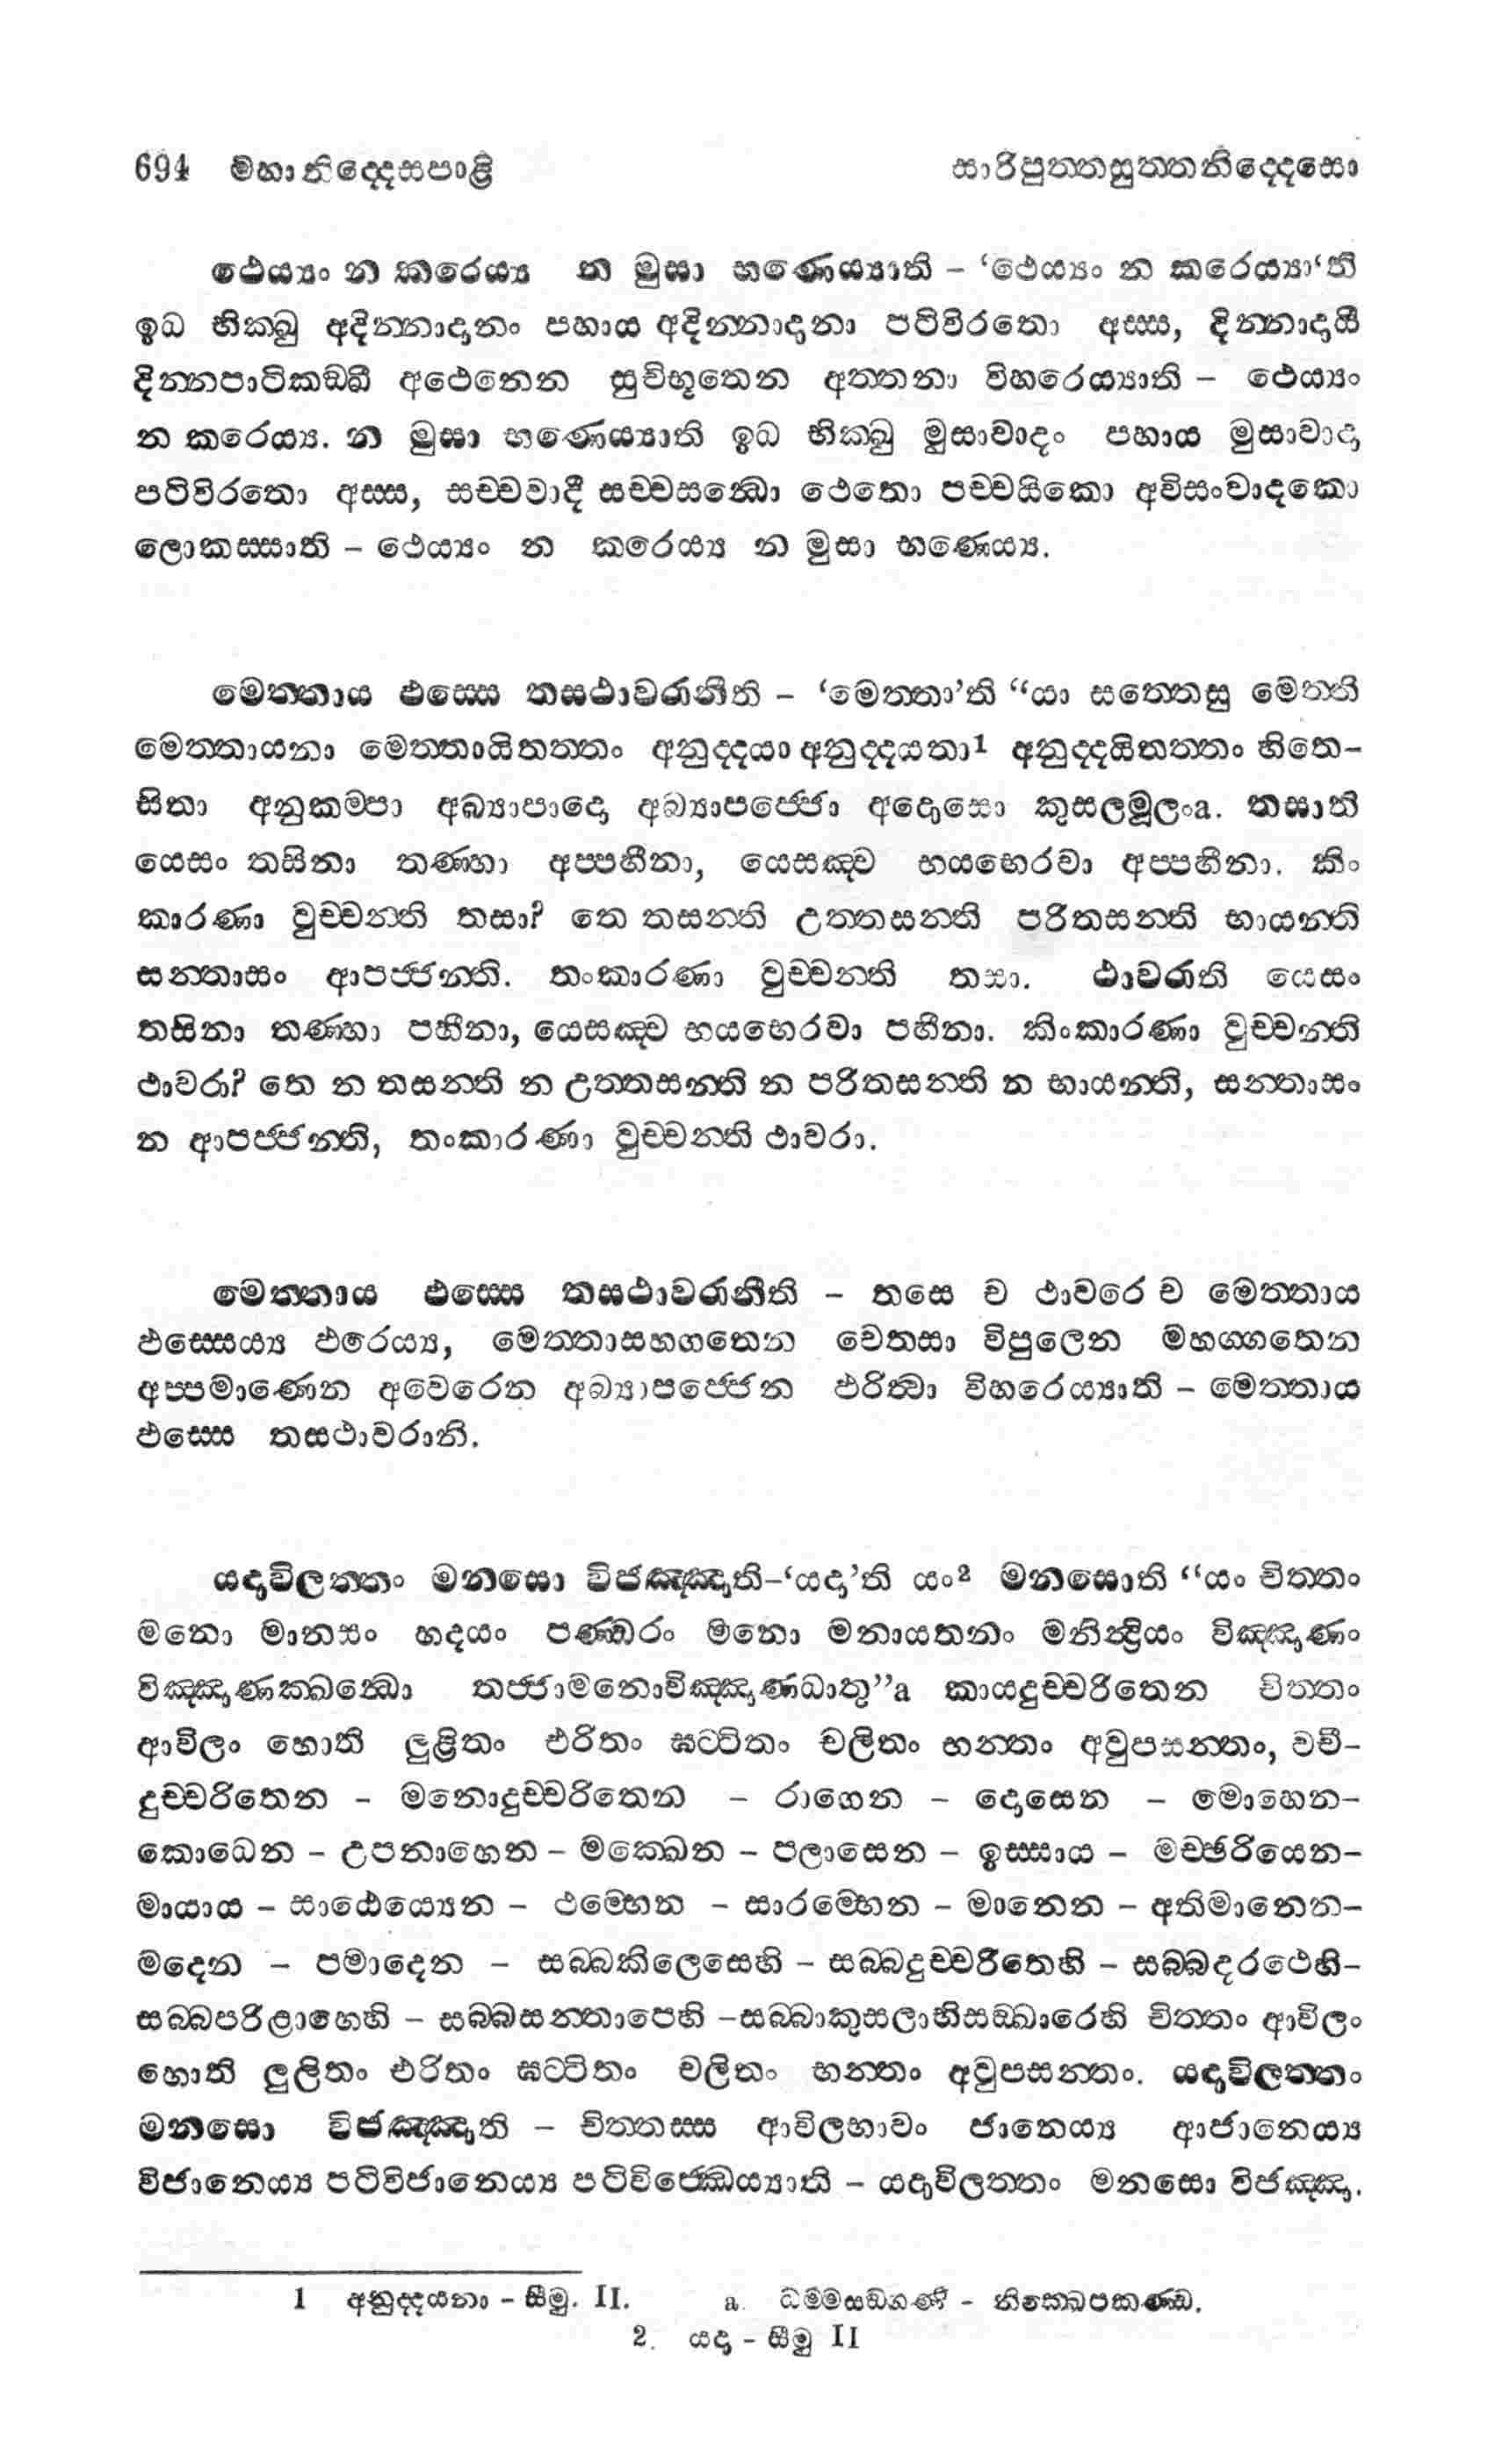 694 මහානිද්දෙසපාළි සාරිපුත්තසුත්තනිද්දෙසො
ථෙය්‍යං න කරෙය්‍ය න මුසා භණෙය්‍යාති – ‘ථෙය්‍යං න කරෙය්‍යා‘ති
ඉධ භික්ඛු අදින්නාදානං පහාය අදින්නාදානා පටිවිරතො අස්ස, දින්නාදායී
දින්නපාටිකඞ්ඛී අථෙනෙන සුචිභූතෙන අත්තනා විහරෙය්‍යාති – ථෙය්‍යං
න කරෙය්‍ය. න මුසා භණෙය්‍යාති ඉධ භික්ඛු මුසාවාදං පහාය මුසාවාදා
පටිවිරතො අස්ස, සච්චවාදී සච්චසන්ධො ථෙතො පච්චයිකො අවිසංවාදකො
ලොකස්සාති – ථෙය්‍යං න කරෙය්‍ය න මුසා භණෙය්‍ය.
මෙත්තාය ඵස්සෙ තසථාවරානීති – ‘මෙත්තා’ති “යා සත්තෙසු මෙත්ති
මෙත්තායනා මෙත්තායිතත්තං අනුද්දයා අනුද්දයතා1 අනුද්දයිතත්තං හිතෙ-
සිතා අනුකම්පා අබ්‍යාපාදො අබ්‍යාපජ්ජො අදොසො කුසලමූලංa. තසාති
යෙසං තසිතා තණ්හා අප්පහීනා, යෙසඤ්ච භයභෙරවා අප්පහීනා. කිං
කාරණා වුච්චන්ති තසා? තෙ තසන්ති උත්තසන්ති පරිතසන්ති භායන්ති
සන්තාසං ආපජ්ජන්ති. තංකාරණා වුච්චන්ති තසා. ථාවරාති යෙසං
තසිතා තණ්හා පහීනා, යෙසඤ්ච භයභෙරවා පහීනා. කිංකාරණා වුච්චන්ති
ථාවරා? තෙ න තසන්ති න උත්තසන්ති න පරිතසන්ති න භායන්ති, සන්තාසං
න ආපජ්ජන්ති, තංකාරණා වුච්චන්ති ථාවරා.
මෙත්තාය ඵස්සෙ තසථාවරානීති – තසෙ ච ථාවරෙ ච මෙත්තාය
ඵස්සෙය්‍ය ඵරෙය්‍ය, මෙත්තාසහගතෙන චෙතසා විපුලෙන මහග්ගතෙන
අප්පමාණෙන අවෙරෙන අබ්‍යාපජ්ජෙන ඵරිත්වා විහරෙය්‍යාති – මෙත්තාය
ඵස්සෙ තසථාවරානි.
යදාවිලත්තං මනසො විජඤ්ඤාති–‘යදා’ති යං2 මනසොති “යං චිත්තං
මනො මානසං හදයං පණ්ඩරං මනො මනායතනං මනින්ද්‍රියං විඤ්ඤාණං
විඤ්ඤාණක්ඛන්ධො තජ්ජාමනොවිඤ්ඤාණධාතු”a කායදුච්චරිතෙන චිත්තං
ආවිලං හොති ලුළිතං එරිතං ඝට්ටිතං චලිතං භන්තං අවුපසන්තං, වචී-
දුච්චරිතෙන – මනොදුච්චරිතෙන – රාගෙන – දොසෙන – මොහෙන–
කොධෙන – උපනාහෙන – මක්ඛෙන – පලාසෙන – ඉස්සාය – මච්ඡරියෙන–
මායාය – සාඨෙය්‍යෙන – ථම්භෙන – සාරම්භෙන – මානෙන – අතිමානෙන–
මදෙන – පමාදෙන – සබ්බකිලෙසෙහි – සබ්බදුච්චරිතෙහි – සබ්බදරථෙහි–
සබ්බපරිළාහෙහි – සබ්බසන්තාපෙහි –සබ්බාකුසලාභිසඞ්ඛාරෙහි චිත්තං ආවිලං
හොති ලුලිතං එරිතං ඝට්ටිතං චලිතං භන්තං අවුපසන්තං. යදාවිලත්තං
මනසො විජඤ්ඤාති – චිත්තස්ස ආවිලභාවං ජානෙය්‍ය ආජානෙය්‍ය
විජානෙය්‍ය පටිවිජානෙය්‍ය පටිවිජ්ඣෙය්‍යාති – යදාවිලත්තං මනසො විජඤ්ඤා.
1 අනුද්දයනා – සීමු. II. a. ධම්මසඞ්ගණි – නික්ඛෙපකණ්ඩ.
2. යදා – සීමු II